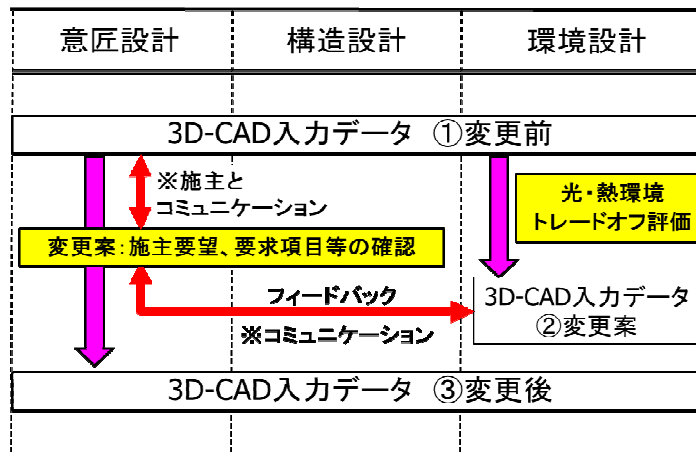 意匠設計
構造設計
環境設計
3D-CAD入力データ ①変更前
※施主と
コミュニケーション
光・熱環境
トレードオフ評価
変更案:施主要望、要求項目等の確認
フィードバック
※コミュニケーション
3D-CAD入力データ
②変更案
3D-CAD入力データ ③変更後